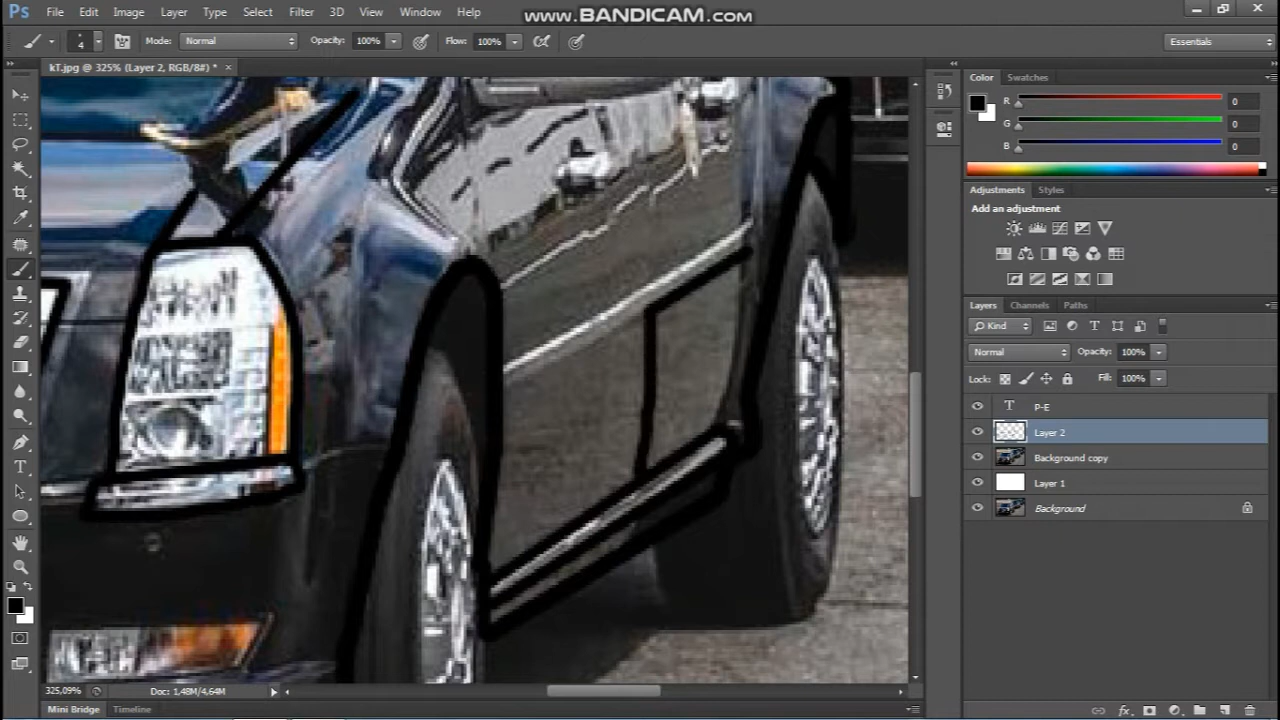 www.BANDICAM.com
Ps File Edit Image Layer Type Select Filter 3D View Window Help
4 Mode: Normal Opacity: 100% Flow: 100% Essentials
kT.jpg @ 325% (Layer 2, RGB/8#) * ×
Color Swatches
R 0
G 0
B 0
Adjustments Styles
Add an adjustment
Layers Channels Paths
Kind
Normal Opacity: 100%
Lock: Fill: 100%
T P-E
Layer 2
Background copy
Layer 1
Background
325,09% Doc: 1,48M/4,64M
Mini Bridge Timeline